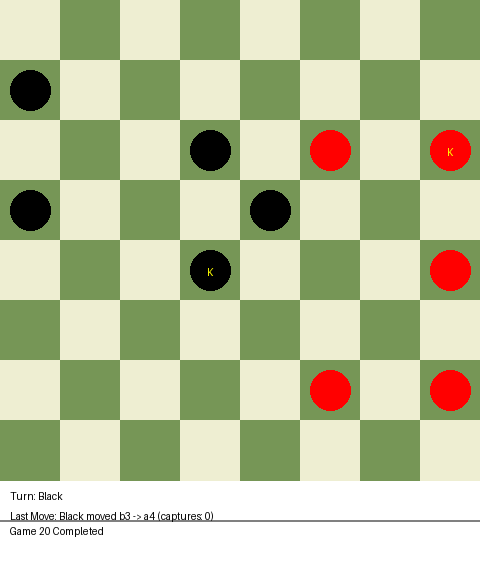 K
K
Turn: Black
Last Move: Black moved b3 -> a4 (captures: 0)
Game 20 Completed